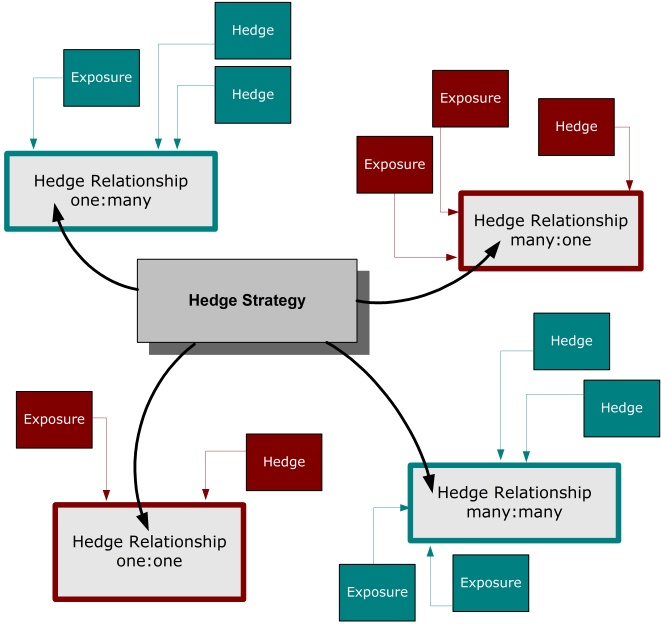 Hedge
Exposure
Hedge
Hedge Relationship
one:many
Exposure
Hedge
Exposure
Hedge Relationship
many:one
Hedge Strategy
Hedge
Hedge
Exposure
Hedge
Hedge Relationship
one:one
Hedge Relationship
many:many
Exposure
Exposure